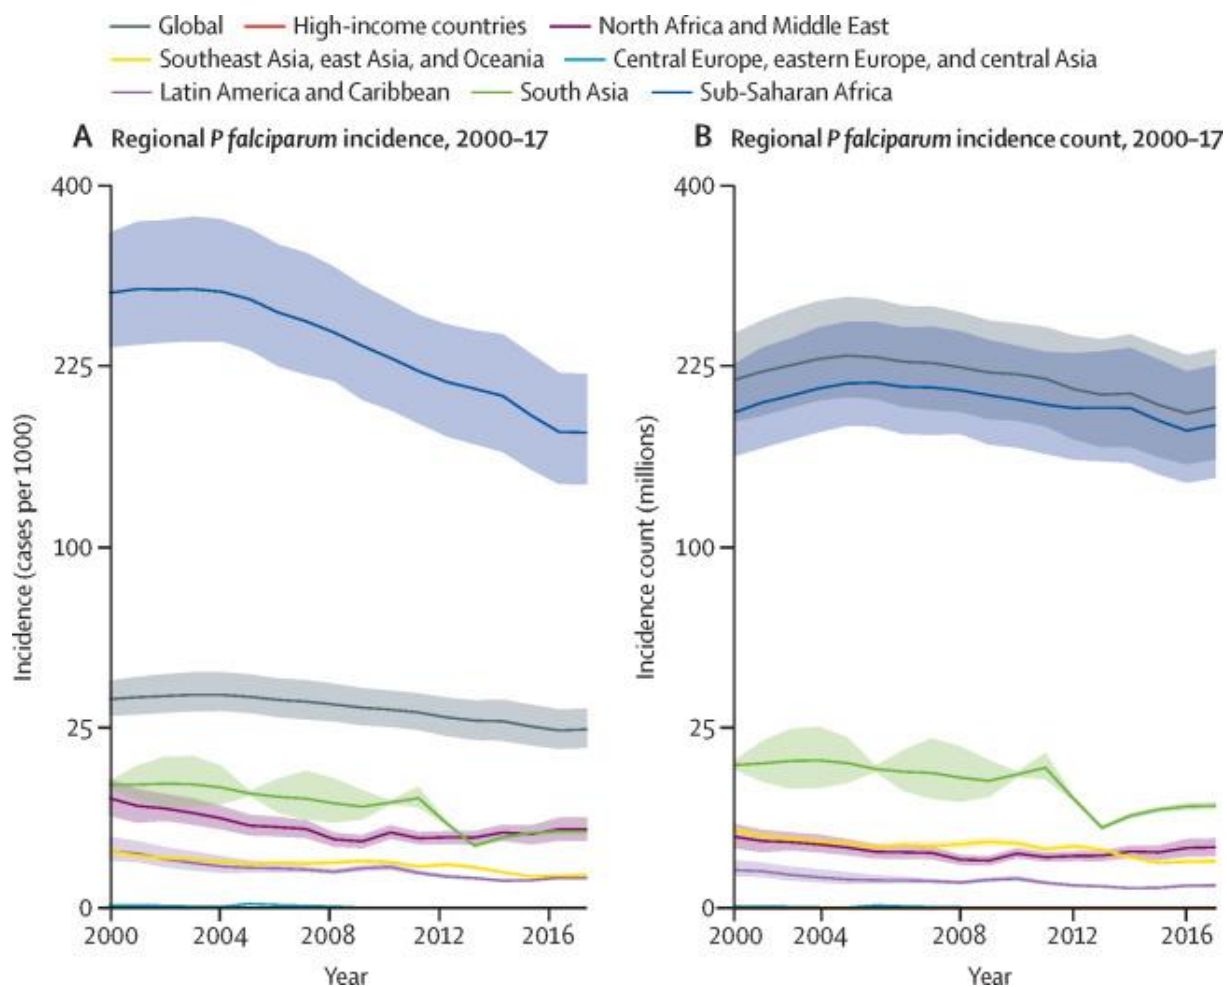 Global High-income countries North Africa and Middle East
Southeast Asia, east Asia, and Oceania Central Europe, eastern Europe, and central Asia
Latin America and Caribbean South Asia Sub-Saharan Africa
A Regional P falciparum incidence, 2000–17
400
225
100
25
0
Incidence (cases per 1000)
2000 2004 2008 2012 2016
Year
B Regional P falciparum incidence count, 2000–17
400
225
100
25
0
Incidence count (millions)
2000 2004 2008 2012 2016
Year